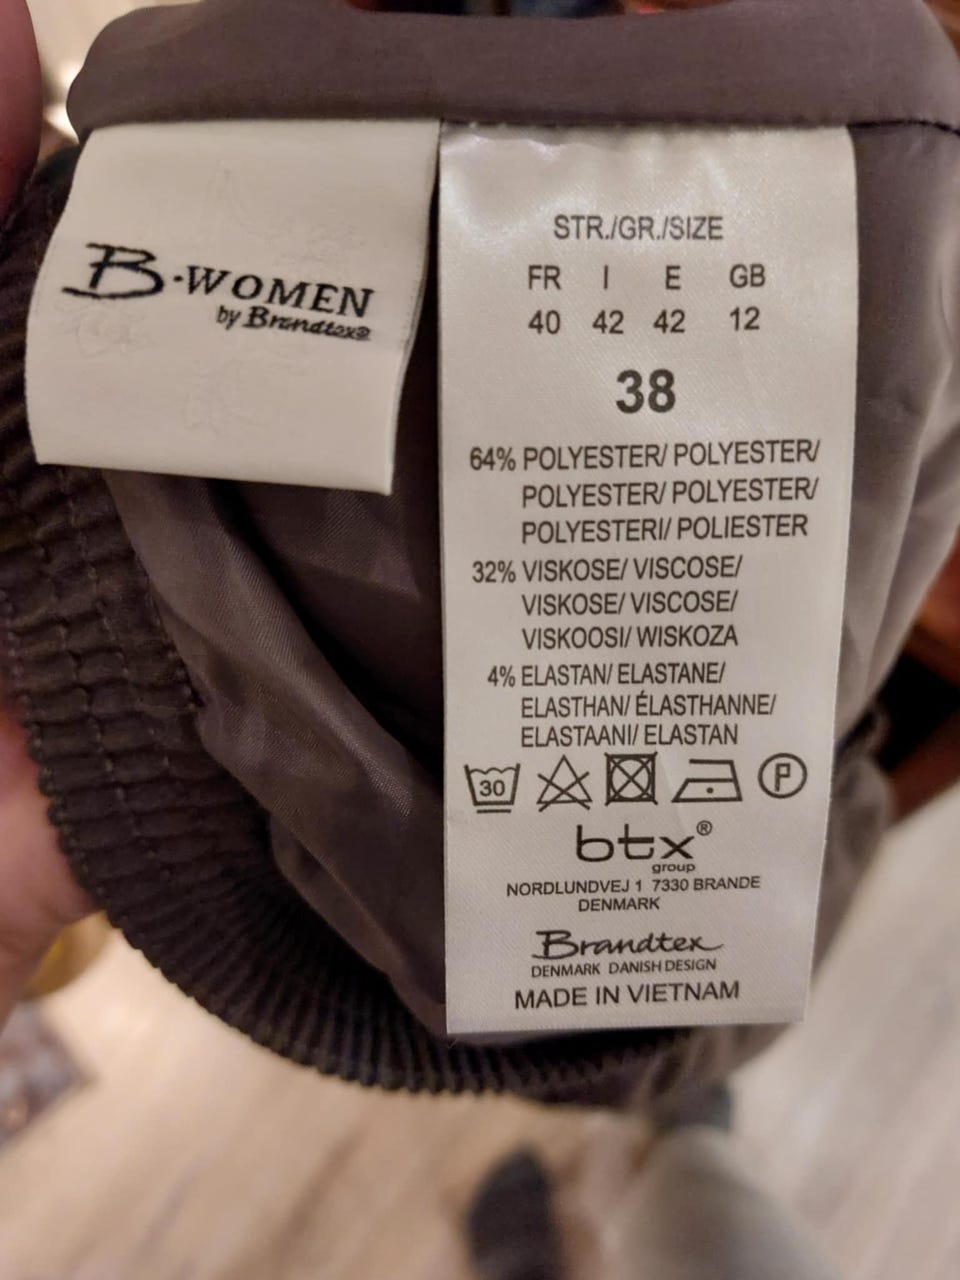 B·WOMEN
by Brandtex®
STR./GR./SIZE
FR I E GB
40 42 42 12
38
64% POLYESTER/ POLYESTER/
POLYESTER/ POLYESTER/
POLYESTERI/ POLIESTER
32% VISKOSE/ VISCOSE/
VISKOSE/ VISCOSE/
VISKOOSI/ WISKOZA
4% ELASTAN/ ELASTANE/
ELASTHAN/ ÉLASTHANNE/
ELASTAANI/ ELASTAN
30 P
btx®
group
NORDLUNDVEJ 1 7330 BRANDE
DENMARK
Brandtex
DENMARK DANISH DESIGN
MADE IN VIETNAM